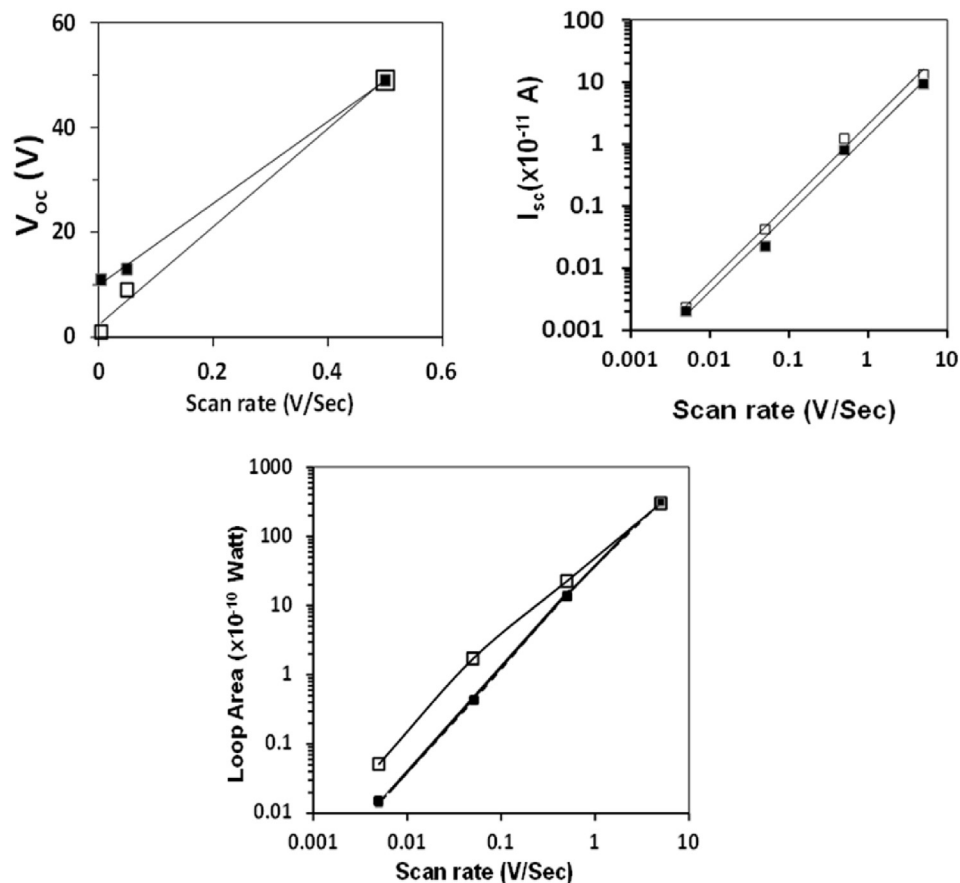 60
40
20
0
V_oc (V)
0 0.2 0.4 0.6
Scan rate (V/Sec)
100
10
1
0.1
0.01
0.001
I_sc(x10⁻¹¹ A)
0.001 0.01 0.1 1 10
Scan rate (V/Sec)
1000
100
10
1
0.1
0.01
Loop Area (x10⁻¹⁰ Watt)
0.001 0.01 0.1 1 10
Scan rate (V/Sec)